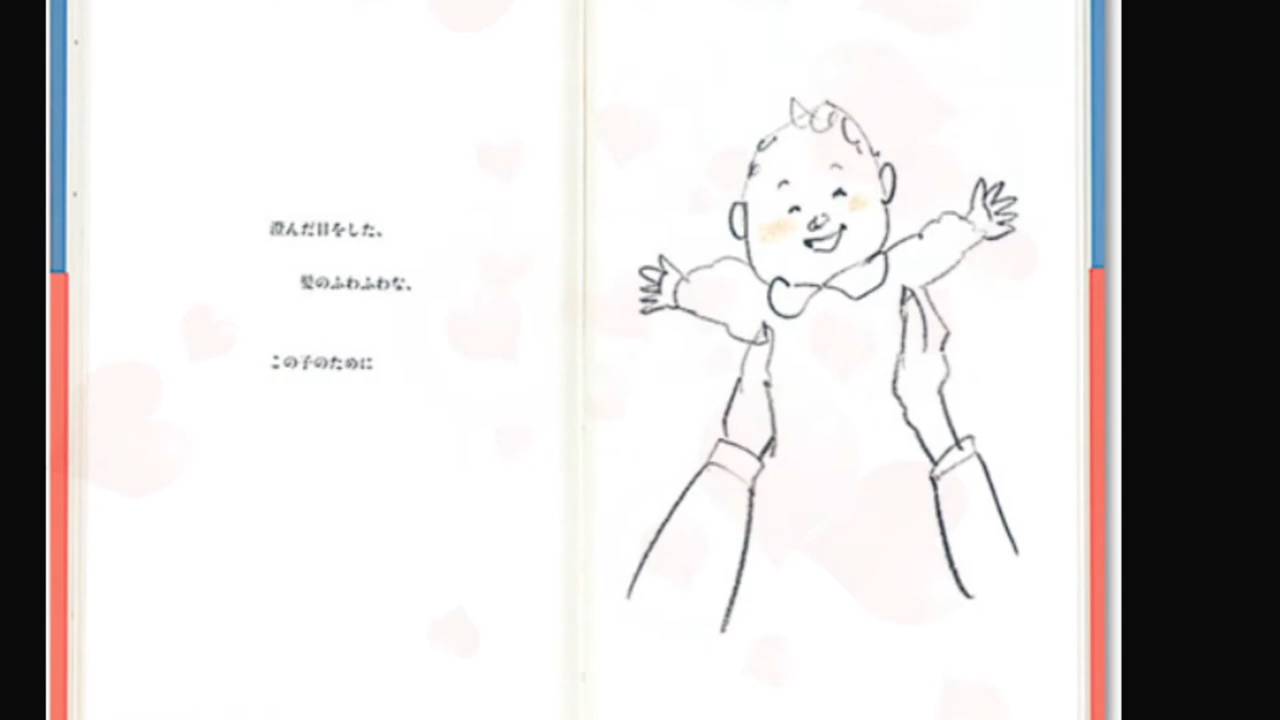 澄んだ目をした、
髪のふわふわな、
この子のために